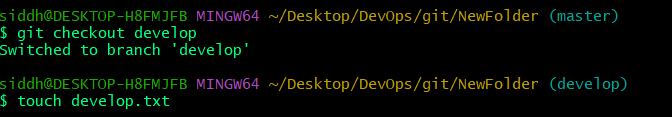 siddh@DESKTOP-H8FMJFB MINGW64 ~/Desktop/DevOps/git/NewFolder (master)
$ git checkout develop
Switched to branch 'develop'
siddh@DESKTOP-H8FMJFB MINGW64 ~/Desktop/DevOps/git/NewFolder (develop)
$ touch develop.txt